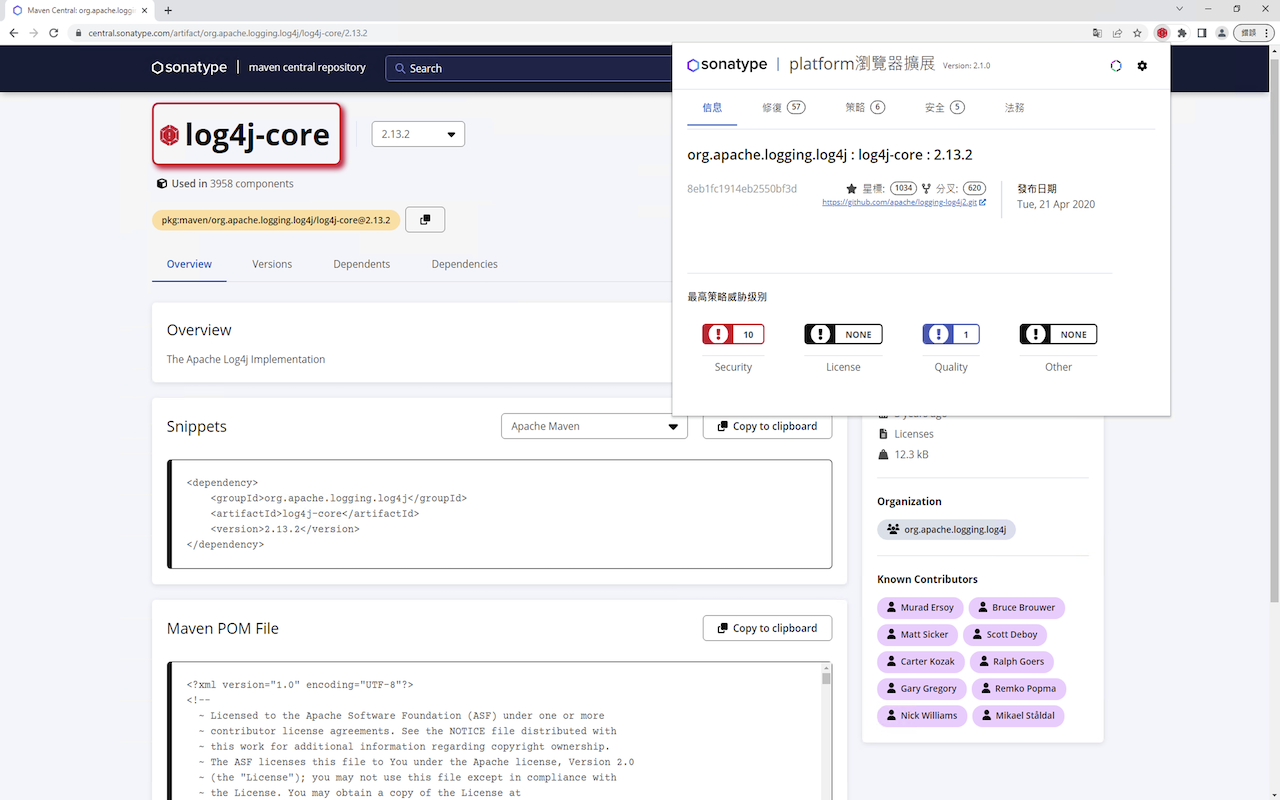 Maven Central: org.apache.logg
central.sonatype.com/artifact/org.apache.logging.log4j/log4j-core/2.13.2
sonatype | maven central repository
Search
log4j-core
2.13.2
Used in 3958 components
pkg:maven/org.apache.logging.log4j/log4j-core@2.13.2
Overview Versions Dependents Dependencies
Overview
The Apache Log4j Implementation
Snippets
Apache Maven
Copy to clipboard
<dependency>
<groupId>org.apache.logging.log4j</groupId>
<artifactId>log4j-core</artifactId>
<version>2.13.2</version>
</dependency>
Maven POM File
Copy to clipboard
<?xml version="1.0" encoding="UTF-8"?>
<!--
~ Licensed to the Apache Software Foundation (ASF) under one or more
~ contributor license agreements. See the NOTICE file distributed with
~ this work for additional information regarding copyright ownership.
~ The ASF licenses this file to You under the Apache license, Version 2.0
~ (the "License"); you may not use this file except in compliance with
~ the License. You may obtain a copy of the License at
sonatype | platform瀏覽器擴展 Version: 2.1.0
信息 修復 57 策略 6 安全 5 法務
org.apache.logging.log4j : log4j-core : 2.13.2
8eb1fc1914eb2550bf3d
星標: 1034 分叉: 620
https://github.com/apache/logging-log4j2.git
發布日期
Tue, 21 Apr 2020
最高策略威胁级别
10 NONE 1 NONE
Security License Quality Other
Licenses
12.3 kB
Organization
org.apache.logging.log4j
Known Contributors
Murad Ersoy Bruce Brouwer
Matt Sicker Scott Deboy
Carter Kozak Ralph Goers
Gary Gregory Remko Popma
Nick Williams Mikael Ståldal